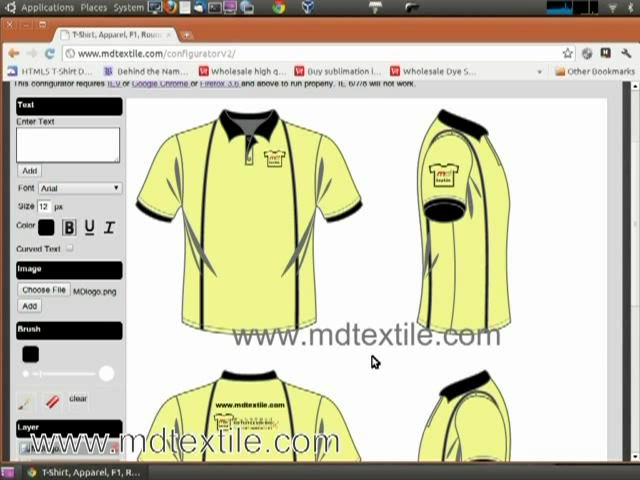 Applications Places System
T-Shirt, Apparel, F1, Roun
www.mdtextile.com/configuratorv2/
HTML5 T-Shirt D...
Behind the Nam...
Wholesale high q...
Buy sublimation i...
Wholesale Dye S...
Other Bookmarks
This configurator requires IE9 or Google Chrome or Firefox 3.6 and above to run properly. IE 6/7/8 will not work.
Text
Enter Text
Add
Font Arial
Size 12 px
Color B U I
Curved Text
Image
Choose File MDlogo.png
Add
Brush
clear
Layer
www.mdtextile.com
www.mdtextile.com
www.mdtextile.com
T-Shirt, Apparel, F1, R...